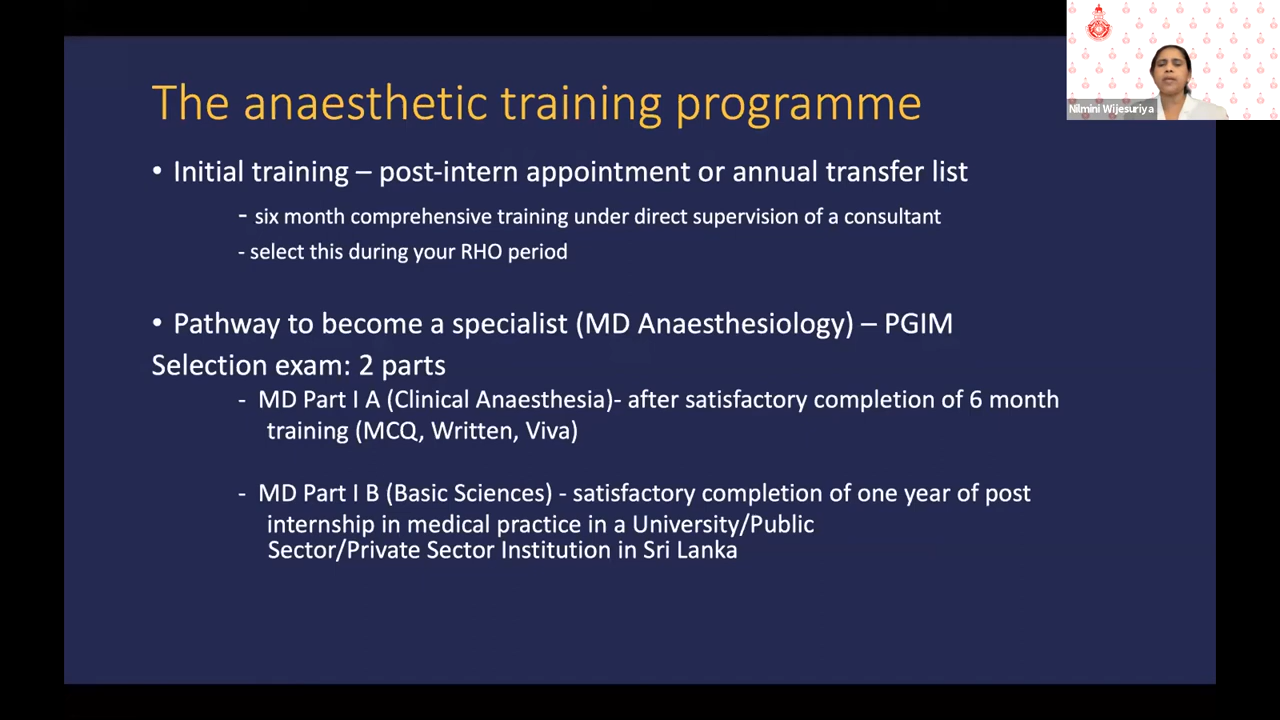 The anaesthetic training programme
Nilmini Wijesuriya
• Initial training – post-intern appointment or annual transfer list
- six month comprehensive training under direct supervision of a consultant
- select this during your RHO period
• Pathway to become a specialist (MD Anaesthesiology) – PGIM
Selection exam: 2 parts
- MD Part I A (Clinical Anaesthesia)- after satisfactory completion of 6 month
training (MCQ, Written, Viva)
- MD Part I B (Basic Sciences) - satisfactory completion of one year of post
internship in medical practice in a University/Public
Sector/Private Sector Institution in Sri Lanka